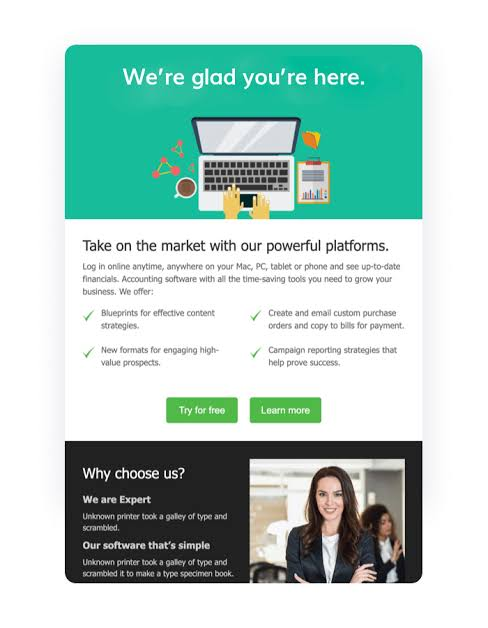 We're glad you're here.
Take on the market with our powerful platforms.
Log in online anytime, anywhere on your Mac, PC, tablet or phone and see up-to-date
financials. Accounting software with all the time-saving tools you need to grow your
business. We offer:
Blueprints for effective content
strategies.
Create and email custom purchase
orders and copy to bills for payment.
New formats for engaging high-
value prospects.
Campaign reporting strategies that
help prove success.
Try for free
Learn more
Why choose us?
We are Expert
Unknown printer took a galley of type and
scrambled.
Our software that's simple
Unknown printer took a galley of type and
scrambled it to make a type specimen book.